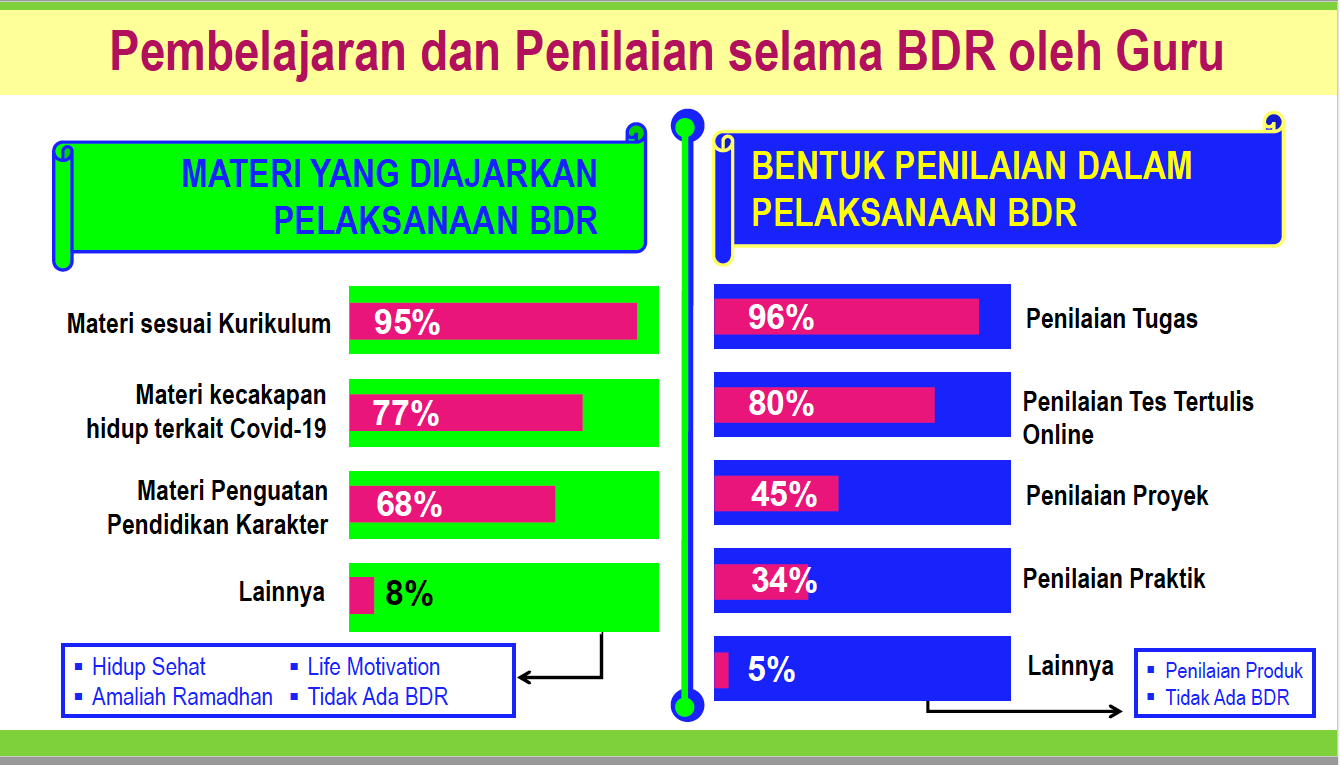 Pembelajaran dan Penilaian selama BDR oleh Guru
MATERI YANG DIAJARKAN
PELAKSANAAN BDR
Materi sesuai Kurikulum
95%
Materi kecakapan
hidup terkait Covid-19
77%
Materi Penguatan
Pendidikan Karakter
68%
Lainnya
8%
▪ Hidup Sehat
▪ Amaliah Ramadhan
▪ Life Motivation
▪ Tidak Ada BDR
BENTUK PENILAIAN DALAM
PELAKSANAAN BDR
96%
Penilaian Tugas
80%
Penilaian Tes Tertulis
Online
45%
Penilaian Proyek
34%
Penilaian Praktik
5%
Lainnya
▪ Penilaian Produk
▪ Tidak Ada BDR